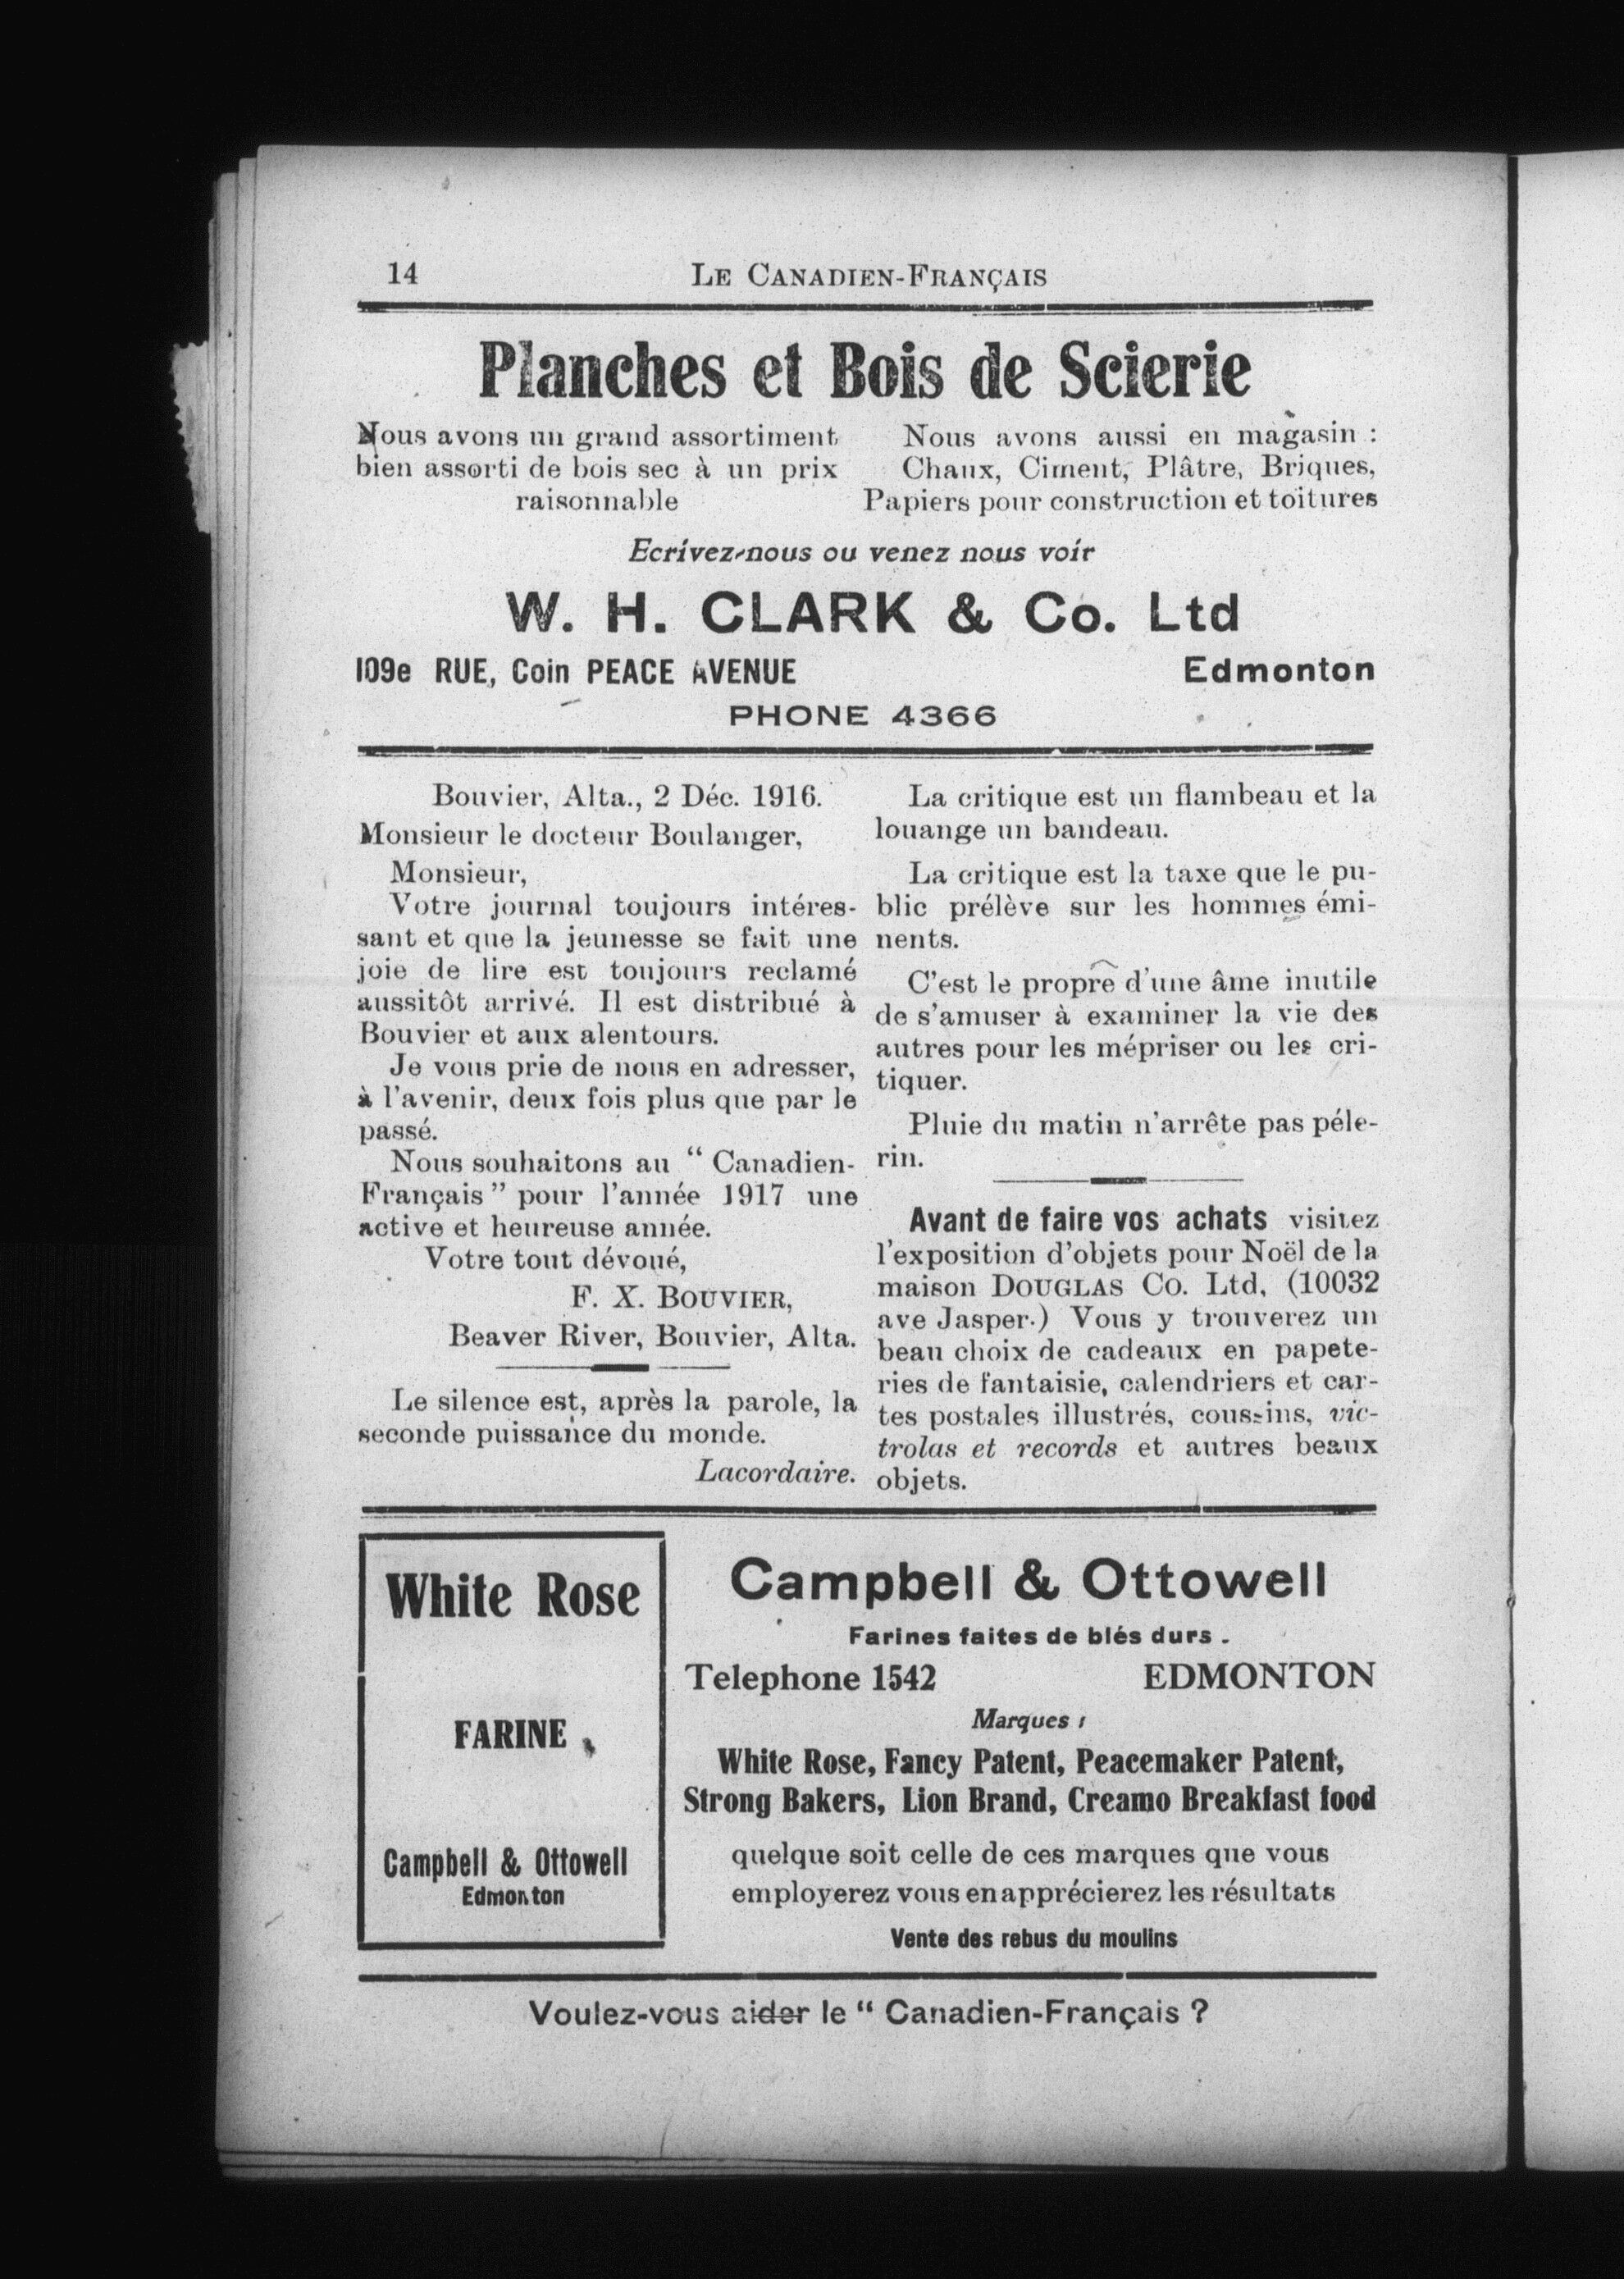 14
LE CANADIEN-FRANÇAIS
Planches et Bois de Scierie
Nous avons un grand assortiment
bien assorti de bois sec à un prix
raisonnable
Nous avons aussi en magasin :
Chaux, Ciment, Plâtre, Briques,
Papiers pour construction et toitures
Ecrivez-nous ou venez nous voir
W. H. CLARK & Co. Ltd
109e RUE, Coin PEACE AVENUE
Edmonton
PHONE 4366
Bouvier, Alta., 2 Déc. 1916.
Monsieur le docteur Boulanger,
Monsieur,
Votre journal toujours intéres-
sant et que la jeunesse se fait une
joie de lire est toujours reclamé
aussitôt arrivé. Il est distribué à
Bouvier et aux alentours.
Je vous prie de nous en adresser,
à l'avenir, deux fois plus que par le
passé.
Nous souhaitons au " Canadien-
Français " pour l'année 1917 une
active et heureuse année.
Votre tout dévoué,
F. X. BOUVIER,
Beaver River, Bouvier, Alta.
Le silence est, après la parole, la
seconde puissance du monde.
Lacordaire.
La critique est un flambeau et la
louange un bandeau.
La critique est la taxe que le pu-
blic prélève sur les hommes émi-
nents.
C'est le propre d'une âme inutile
de s'amuser à examiner la vie des
autres pour les mépriser ou les cri-
tiquer.
Pluie du matin n'arrête pas péle-
rin.
Avant de faire vos achats visitez
l'exposition d'objets pour Noël de la
maison DOUGLAS CO. Ltd, (10032
ave Jasper.) Vous y trouverez un
beau choix de cadeaux en papete-
ries de fantaisie, calendriers et car-
tes postales illustrés, coussins, vic-
trolas et records et autres beaux
objets.
White Rose
FARINE
Campbell & Ottowell
Edmonton
Campbell & Ottowell
Farines faites de blés durs .
Telephone 1542
EDMONTON
Marques :
White Rose, Fancy Patent, Peacemaker Patent,
Strong Bakers, Lion Brand, Creamo Breakfast food
quelque soit celle de ces marques que vous
employerez vous en apprécierez les résultats
Vente des rebus du moulins
Voulez-vous aider le " Canadien-Français ?